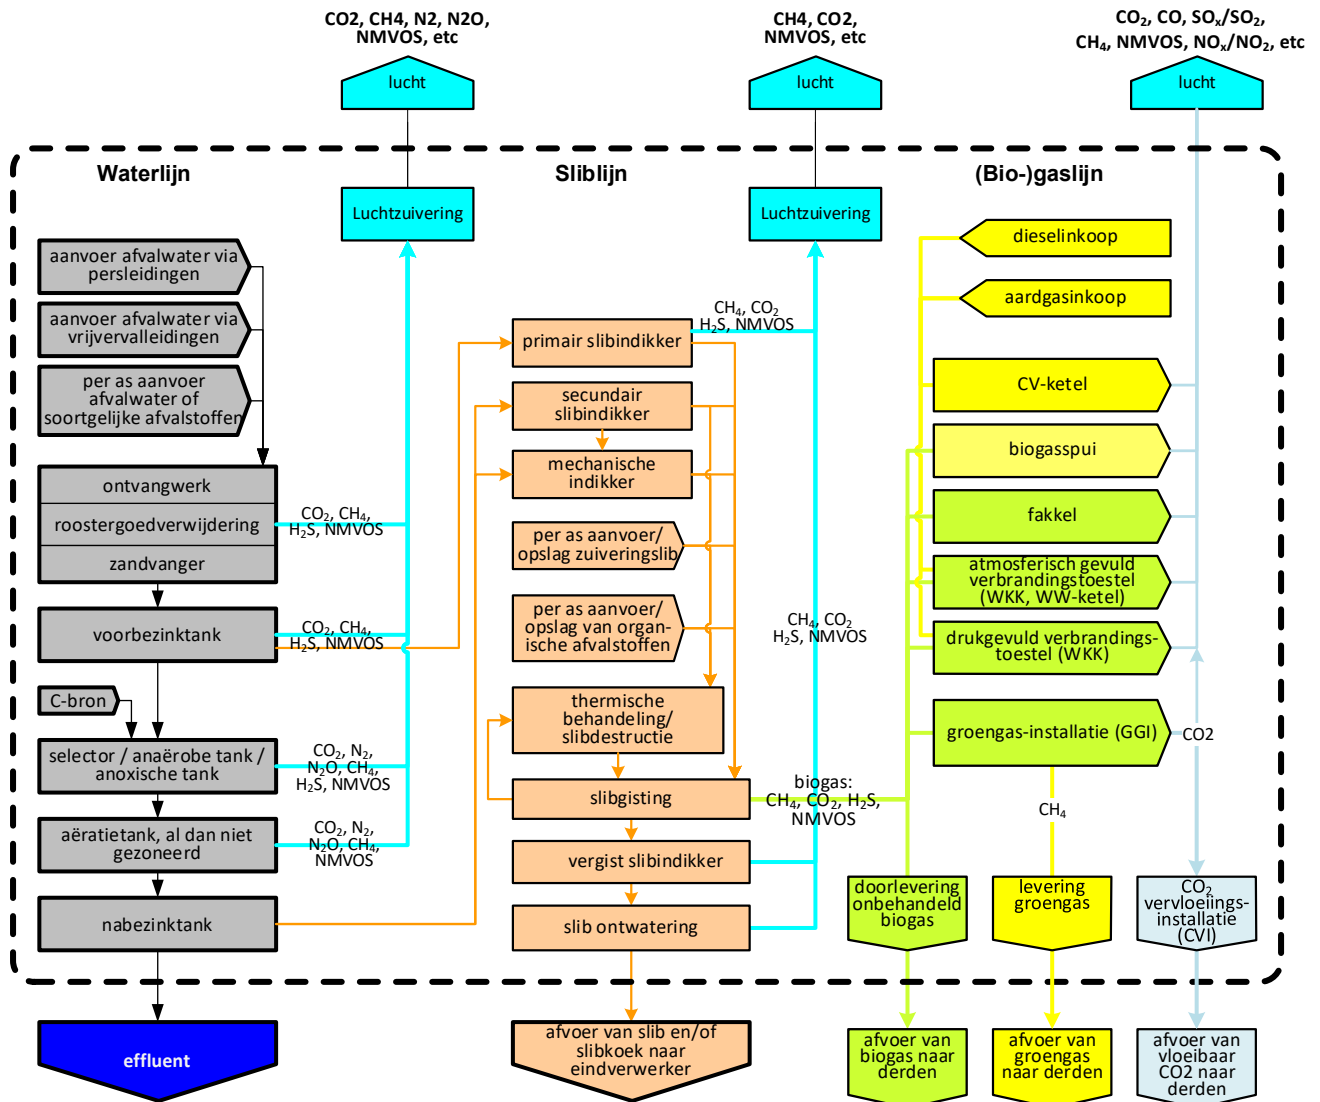 CO2, CH4, N2, N2O,
NMVOS, etc
lucht
CH4, CO2,
NMVOS, etc
lucht
CO₂, CO, SOₓ/SO₂,
CH₄, NMVOS, NOₓ/NO₂, etc
lucht
Waterlijn
Sliblijn
(Bio-)gaslijn
Luchtzuivering
Luchtzuivering
aanvoer afvalwater via
persleidingen
aanvoer afvalwater via
vrijvervalleidingen
per as aanvoer
afvalwater of
soortgelijke afvalstoffen
ontvangwerk
roostergoedverwijdering
zandvanger
CO₂, CH₄,
H₂S, NMVOS
voorbezinktank
CO₂, CH₄,
H₂S, NMVOS
C-bron
selector / anaërobe tank /
anoxische tank
CO₂, N₂,
N₂O, CH₄,
H₂S, NMVOS
aëratietank, al dan niet
gezoneerd
CO₂, N₂,
N₂O, CH₄,
NMVOS
nabezinktank
effluent
primair slibindikker
CH₄, CO₂
H₂S, NMVOS
secundair
slibindikker
mechanische
indikker
per as aanvoer/
opslag zuiveringslib
per as aanvoer/
opslag van organ-
ische afvalstoffen
CH₄, CO₂
H₂S, NMVOS
thermische
behandeling/
slibdestructie
slibgisting
biogas:
CH₄, CO₂, H₂S,
NMVOS
vergist slibindikker
slib ontwatering
afvoer van slib en/of
slibkoek naar
eindverwerker
dieselinkoop
aardgasinkoop
CV-ketel
biogasspui
fakkel
atmosferisch gevuld
verbrandingstoestel
(WKK, WW-ketel)
drukgevuld verbrandings-
toestel (WKK)
groengas-installatie (GGI)
CO2
CH₄
doorlevering
onbehandeld
biogas
levering
groengas
CO₂
vervloeiings-
installatie
(CVI)
afvoer van
biogas naar
derden
afvoer van
groengas
naar derden
afvoer van
vloeibaar
CO2 naar
derden